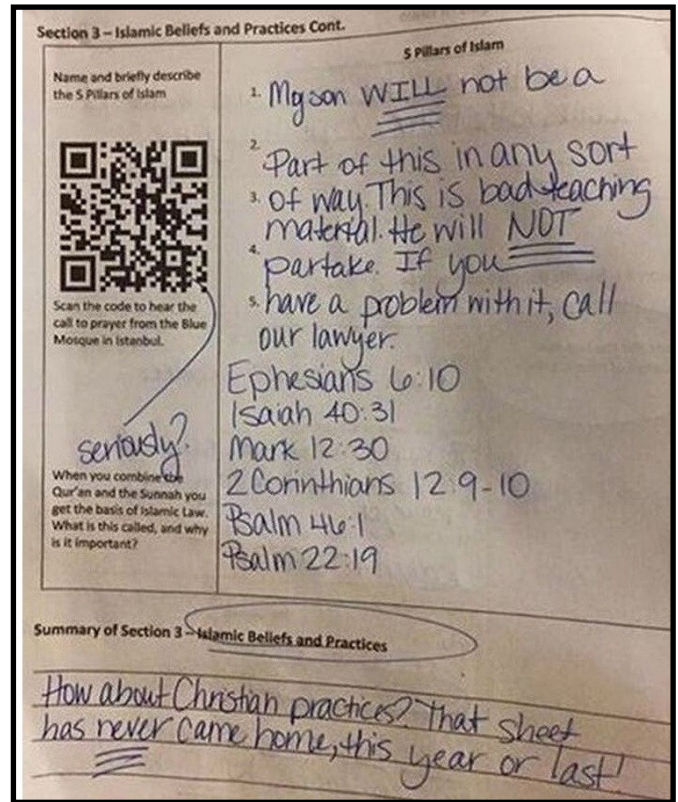 Section 3 – Islamic Beliefs and Practices Cont.
Name and briefly describe
the 5 Pillars of Islam
Scan the code to hear the
call to prayer from the Blue
Mosque in Istanbul.
seriously?
When you combine the
Qur'an and the Sunnah you
get the basis of Islamic Law.
What is this called, and why
is it important?
5 Pillars of Islam
1. My son WILL not be a
2. Part of this in any sort
3. of way. This is bad teaching
material. He will NOT
4. partake. If you
5. have a problem with it, call
our lawyer.
Ephesians 6:10
Isaiah 40:31
Mark 12:30
2 Corinthians 12:9-10
Psalm 46:1
Psalm 22:19
Summary of Section 3 – Islamic Beliefs and Practices
How about Christian practices? That sheet
has never came home, this year or last!